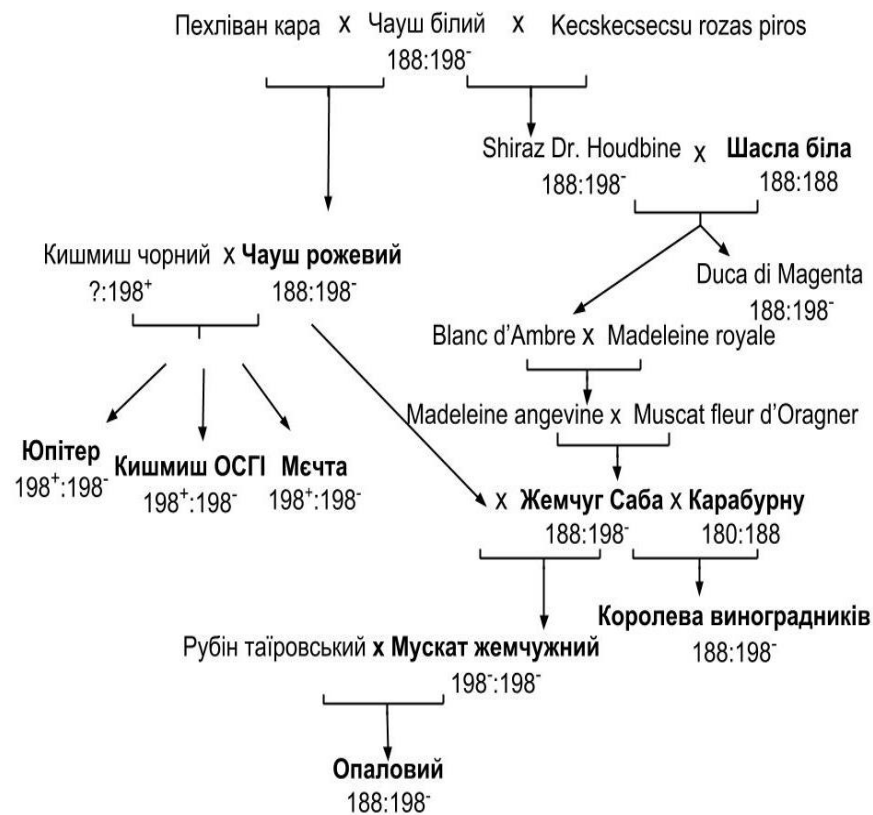 Пехліван кара x Чауш білий x Kecskecsecsu rozas piros
188:198⁻
Shiraz Dr. Houdbine x Шасла біла
188:198⁻ 188:188
Кишмиш чорний x Чауш рожевий
?:198⁺ 188:198⁻
Duca di Magenta
188:198⁻
Blanc d’Ambre x Madeleine royale
Madeleine angevine x Muscat fleur d’Oragner
Юпітер
198⁺:198⁻
Кишмиш ОСГІ
198⁺:198⁻
Мєчта
198⁺:198⁻
x Жемчуг Саба x Карабурну
188:198⁻ 180:188
Королева виноградників
188:198⁻
Рубін таїровський x Мускат жемчужний
198⁻:198⁻
Опаловий
188:198⁻